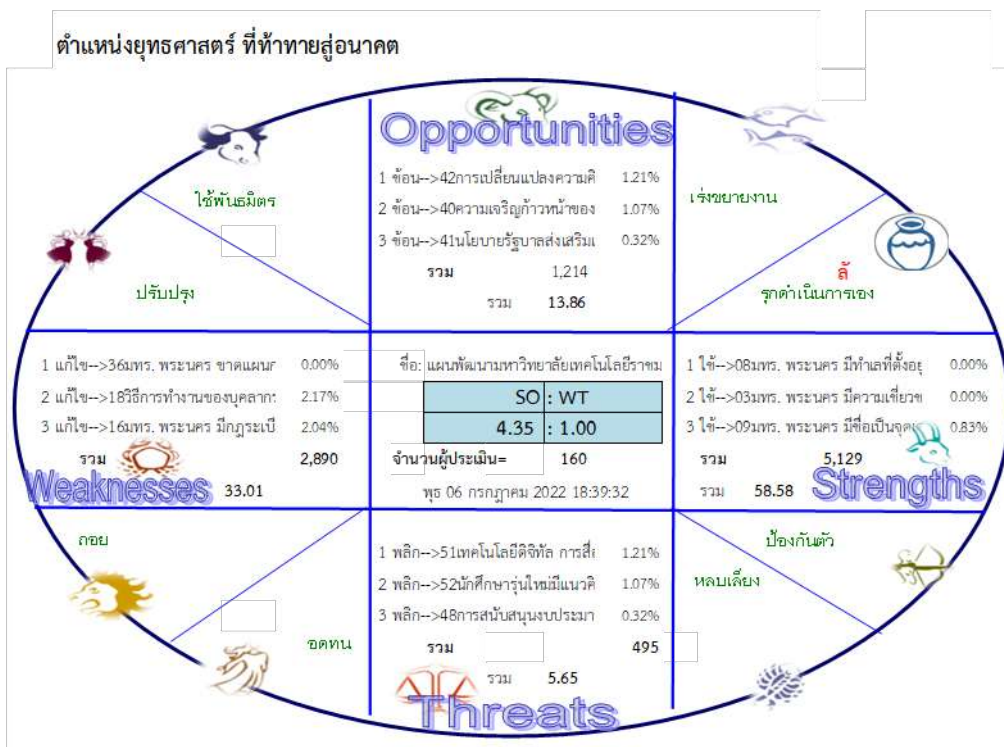 ตำแหน่งยุทธศาสตร์ ที่ท้าทายสู่อนาคต
Opportunities
1 ช้อน-->42การเปลี่ยนแปลงความคิ 1.21%
2 ช้อน-->40ความเจริญก้าวหน้าของ 1.07%
3 ช้อน-->41นโยบายรัฐบาลส่งเสริมเ 0.32%
รวม 1,214
รวม 13.86
ใช้พันธมิตร
ปรับปรุง
เร่งขยายงาน
ลั
รุกดำเนินการเอง
1 แก้ไข-->36มทร. พระนคร ขาดแผนก 0.00%
2 แก้ไข-->18วิธีการทำงานของบุคลากร 2.17%
3 แก้ไข-->16มทร. พระนคร มีกฎระเบี 2.04%
รวม 2,890
Weaknesses 33.01
ชื่อ: แผนพัฒนามหาวิทยาลัยเทคโนโลยีราชม
SO : WT
4.35 : 1.00
จำนวนผู้ประเมิน= 160
พุธ 06 กรกฎาคม 2022 18:39:32
1 ใช้-->08มทร. พระนคร มีทำเลที่ตั้งอยู่ 0.00%
2 ใช้-->03มทร. พระนคร มีความเชี่ยวช 0.00%
3 ใช้-->09มทร. พระนคร มีชื่อเป็นจุดเ 0.83%
รวม 5,129
รวม 58.58 Strengths
ถอย
อดทน
1 พลิก-->51เทคโนโลยีดิจิทัล การสื่อ 1.21%
2 พลิก-->52นักศึกษารุ่นใหม่มีแนวคิ 1.07%
3 พลิก-->48การสนับสนุนงบประมา 0.32%
รวม 495
รวม 5.65
Threats
ป้องกันตัว
หลบเลี่ยง